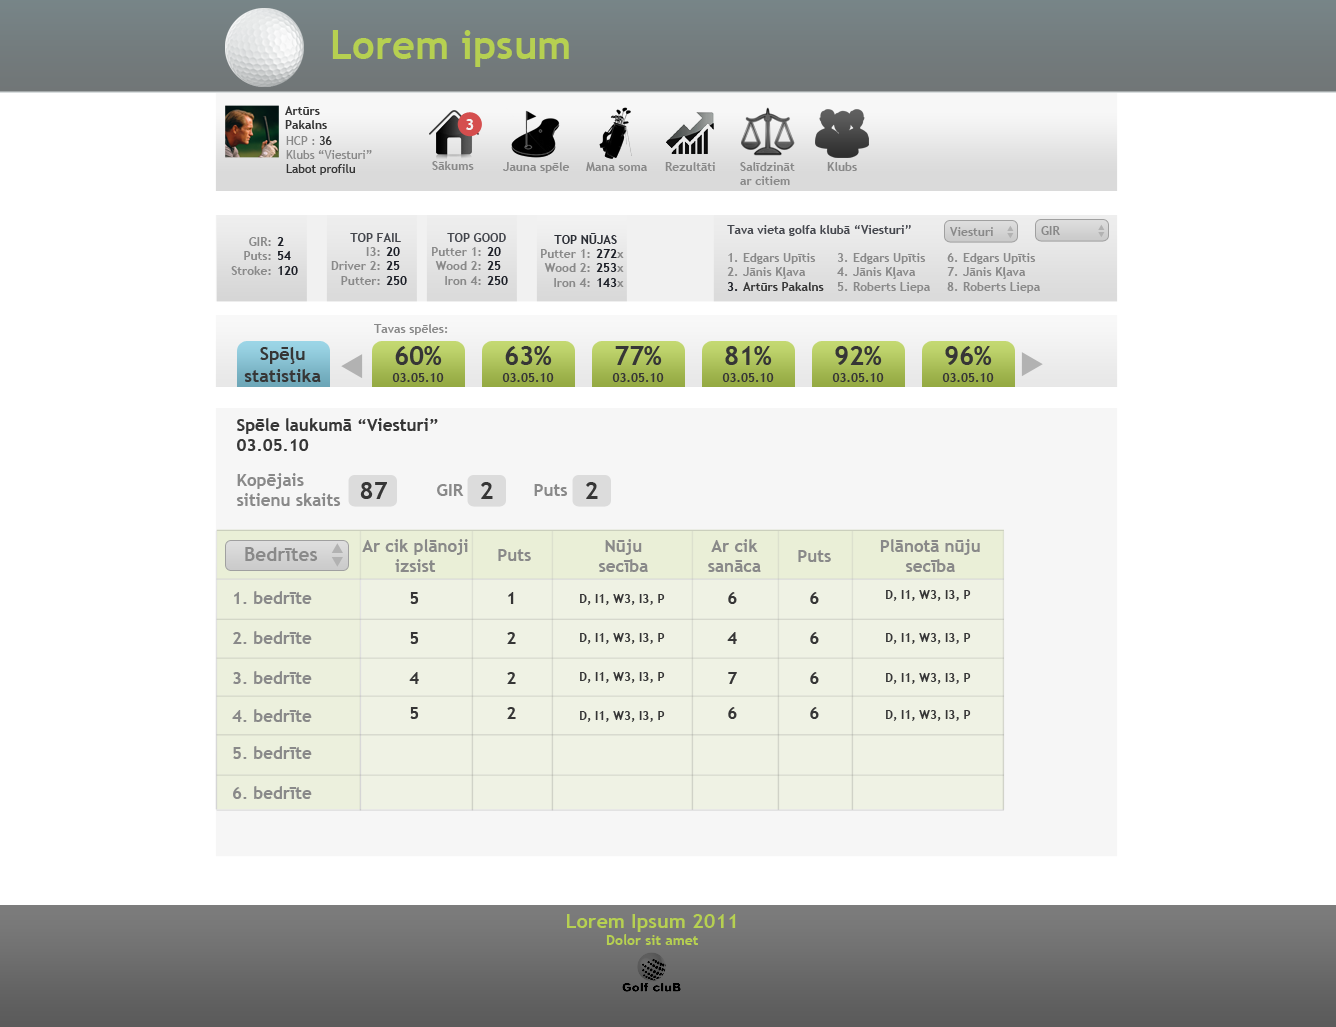 Lorem ipsum
Artūrs
Pakalns
HCP : 36
Klubs “Viesturi”
Labot profilu
3
Sākums
Jauna spēle
Mana soma
Rezultāti
Salīdzināt
ar citiem
Klubs
GIR: 2
Puts: 54
Stroke: 120
TOP FAIL
I3: 20
Driver 2: 25
Putter: 250
TOP GOOD
Putter 1: 20
Wood 2: 25
Iron 4: 250
TOP NŪJAS
Putter 1: 272x
Wood 2: 253x
Iron 4: 143x
Tava vieta golfa klubā “Viesturi”
Viesturi
GIR
1. Edgars Upītis
2. Jānis Kļava
3. Artūrs Pakalns
3. Edgars Upītis
4. Jānis Kļava
5. Roberts Liepa
6. Edgars Upītis
7. Jānis Kļava
8. Roberts Liepa
Tavas spēles:
Spēļu
statistika
60%
03.05.10
63%
03.05.10
77%
03.05.10
81%
03.05.10
92%
03.05.10
96%
03.05.10
Spēle laukumā “Viesturi”
03.05.10
Kopējais
sitienu skaits 87
GIR 2
Puts 2
Bedrītes
Ar cik plānoji
izsist
Puts
Nūju
secība
Ar cik
sanāca
Puts
Plānotā nūju
secība
1. bedrīte 5 1 D, I1, W3, I3, P 6 6 D, I1, W3, I3, P
2. bedrīte 5 2 D, I1, W3, I3, P 4 6 D, I1, W3, I3, P
3. bedrīte 4 2 D, I1, W3, I3, P 7 6 D, I1, W3, I3, P
4. bedrīte 5 2 D, I1, W3, I3, P 6 6 D, I1, W3, I3, P
5. bedrīte
6. bedrīte
Lorem Ipsum 2011
Dolor sit amet
Golf cluB